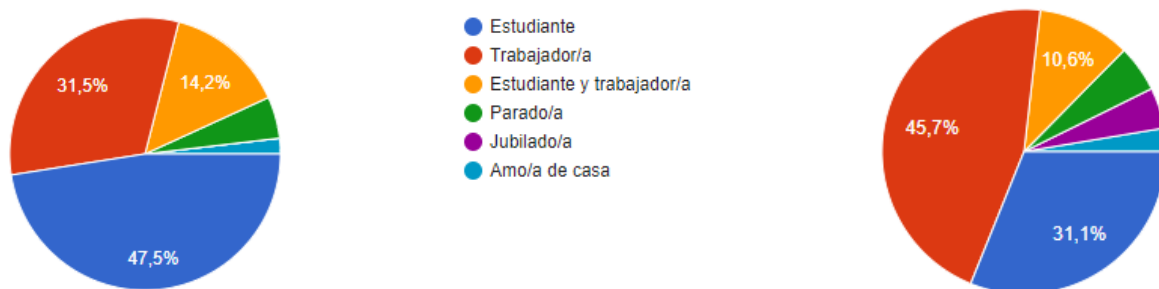 31,5%
14,2%
47,5%
Estudiante
Trabajador/a
Estudiante y trabajador/a
Parado/a
Jubilado/a
Amo/a de casa
10,6%
45,7%
31,1%